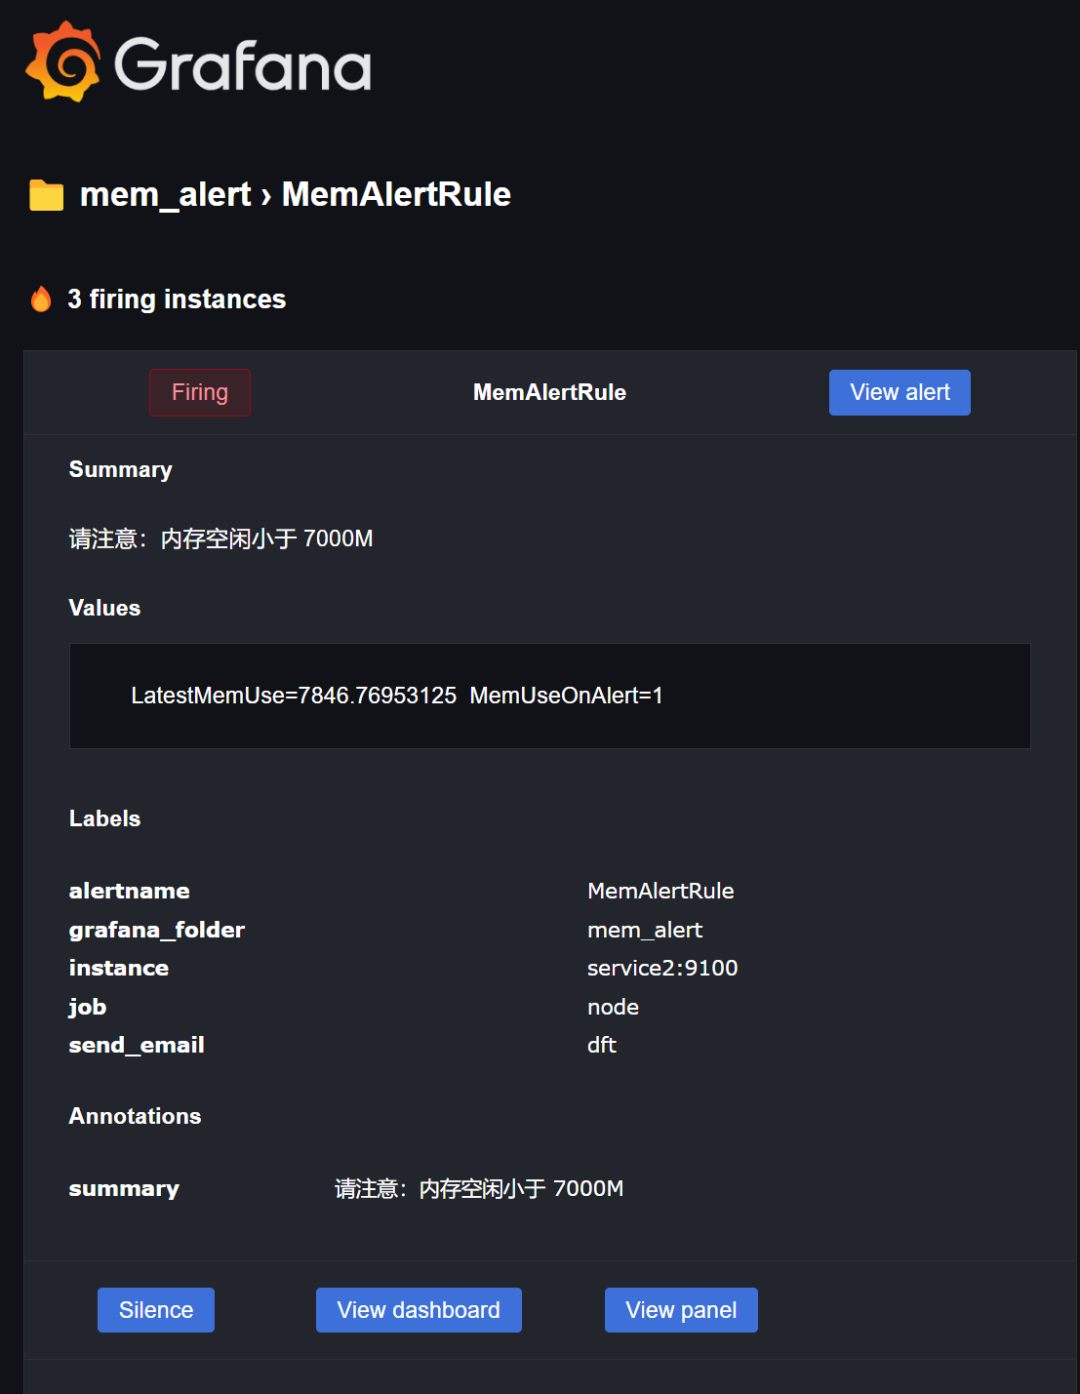 Grafana
mem_alert › MemAlertRule
3 firing instances
Firing MemAlertRule View alert
Summary
请注意：内存空闲小于 7000M
Values
LatestMemUse=7846.76953125 MemUseOnAlert=1
Labels
alertname MemAlertRule
grafana_folder mem_alert
instance service2:9100
job node
send_email dft
Annotations
summary 请注意：内存空闲小于 7000M
Silence View dashboard View panel